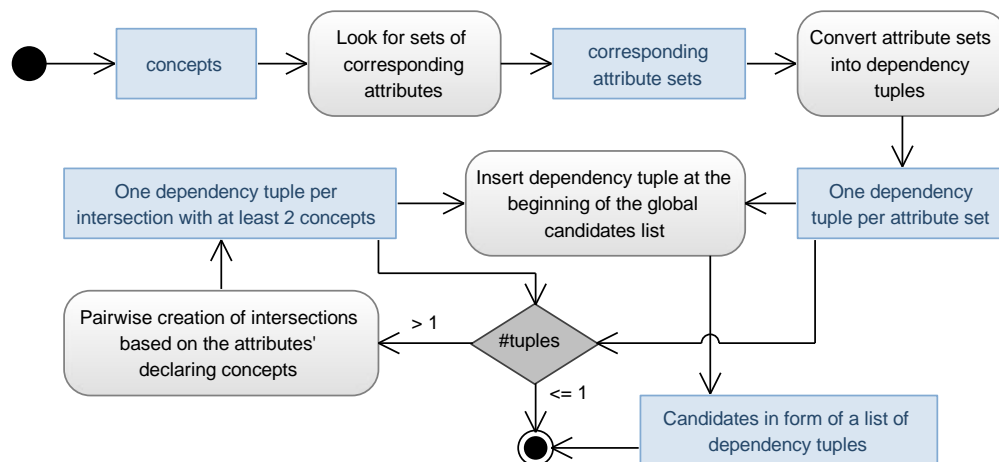 concepts
Look for sets of
corresponding
attributes
corresponding
attribute sets
Convert attribute sets
into dependency
tuples
One dependency tuple per
intersection with at least 2 concepts
Insert dependency tuple at the
beginning of the global
candidates list
One dependency
tuple per attribute set
Pairwise creation of intersections
based on the attributes'
declaring concepts
> 1
#tuples
<= 1
Candidates in form of a list of
dependency tuples